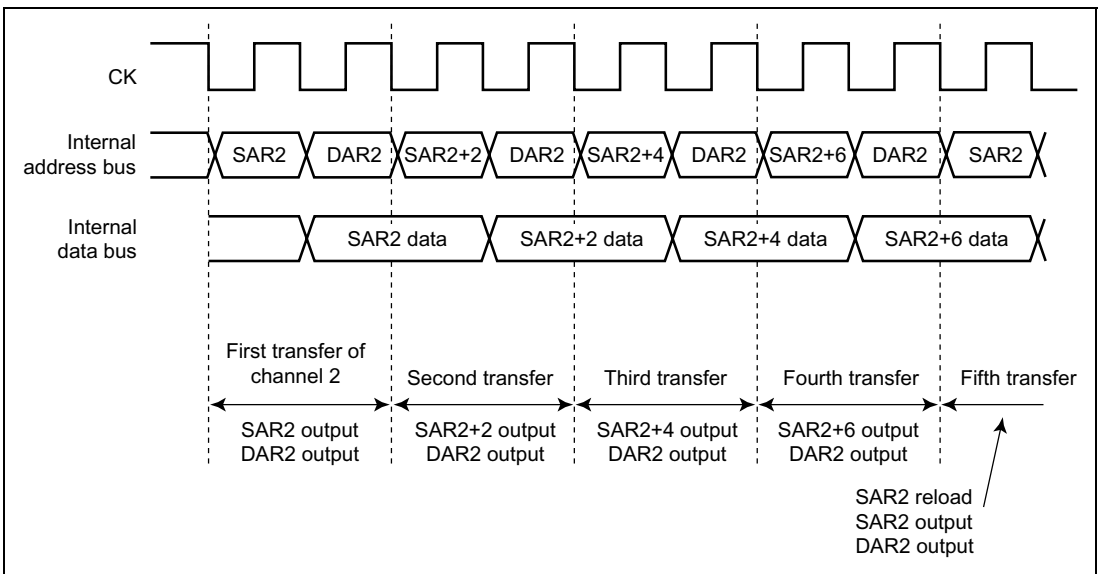 CK
Internal
address bus
SAR2 DAR2 SAR2+2 DAR2 SAR2+4 DAR2 SAR2+6 DAR2 SAR2
Internal
data bus
SAR2 data SAR2+2 data SAR2+4 data SAR2+6 data
First transfer of
channel 2
Second transfer
Third transfer
Fourth transfer
Fifth transfer
SAR2 output
DAR2 output
SAR2+2 output
DAR2 output
SAR2+4 output
DAR2 output
SAR2+6 output
DAR2 output
SAR2 reload
SAR2 output
DAR2 output